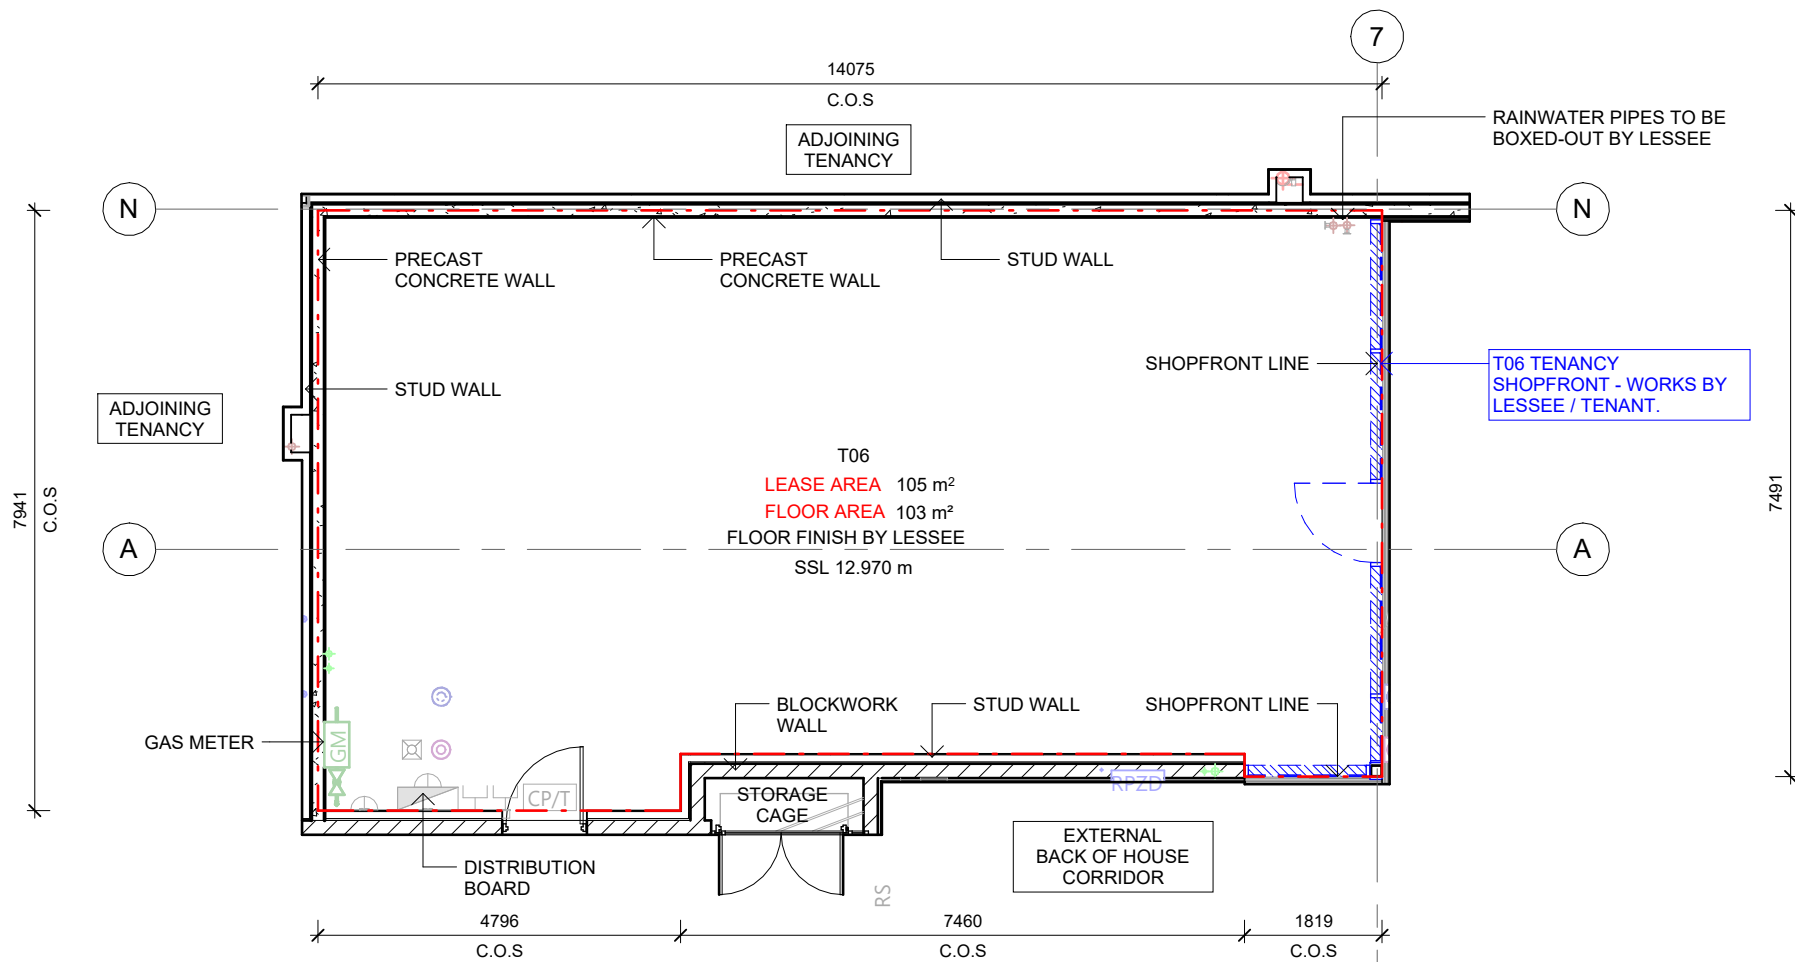 7
14075
C.O.S
RAINWATER PIPES TO BE
BOXED-OUT BY LESSEE
ADJOINING
TENANCY
N
N
PRECAST
CONCRETE WALL
PRECAST
CONCRETE WALL
STUD WALL
SHOPFRONT LINE
T06 TENANCY
SHOPFRONT - WORKS BY
LESSEE / TENANT.
STUD WALL
ADJOINING
TENANCY
7941
C.O.S
7491
T06
LEASE AREA 105 m²
FLOOR AREA 103 m²
FLOOR FINISH BY LESSEE
SSL 12.970 m
A
A
BLOCKWORK
WALL
STUD WALL
SHOPFRONT LINE
GAS METER
GM
CP/T
RPZD
STORAGE
CAGE
EXTERNAL
BACK OF HOUSE
CORRIDOR
DISTRIBUTION
BOARD
RS
4796
C.O.S
7460
C.O.S
1819
C.O.S